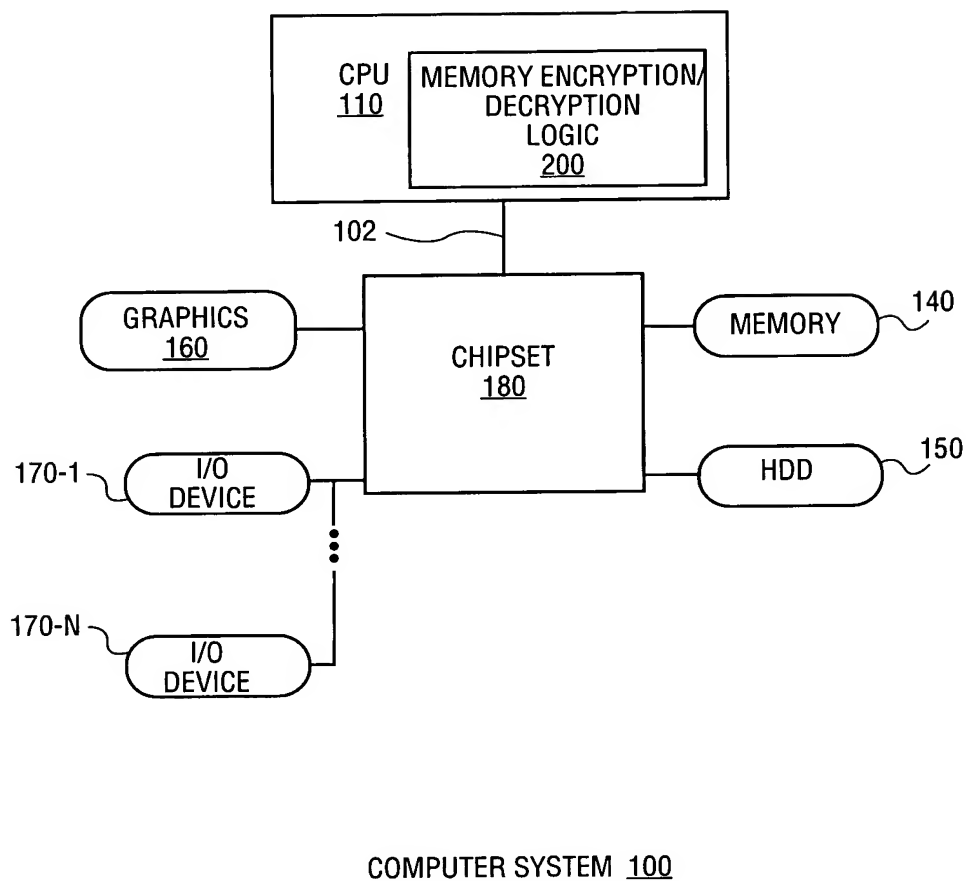 CPU
110
MEMORY ENCRYPTION/
DECRYPTION
LOGIC
200
102
GRAPHICS
160
CHIPSET
180
MEMORY
140
170-1
I/O
DEVICE
HDD
150
170-N
I/O
DEVICE
COMPUTER SYSTEM 100